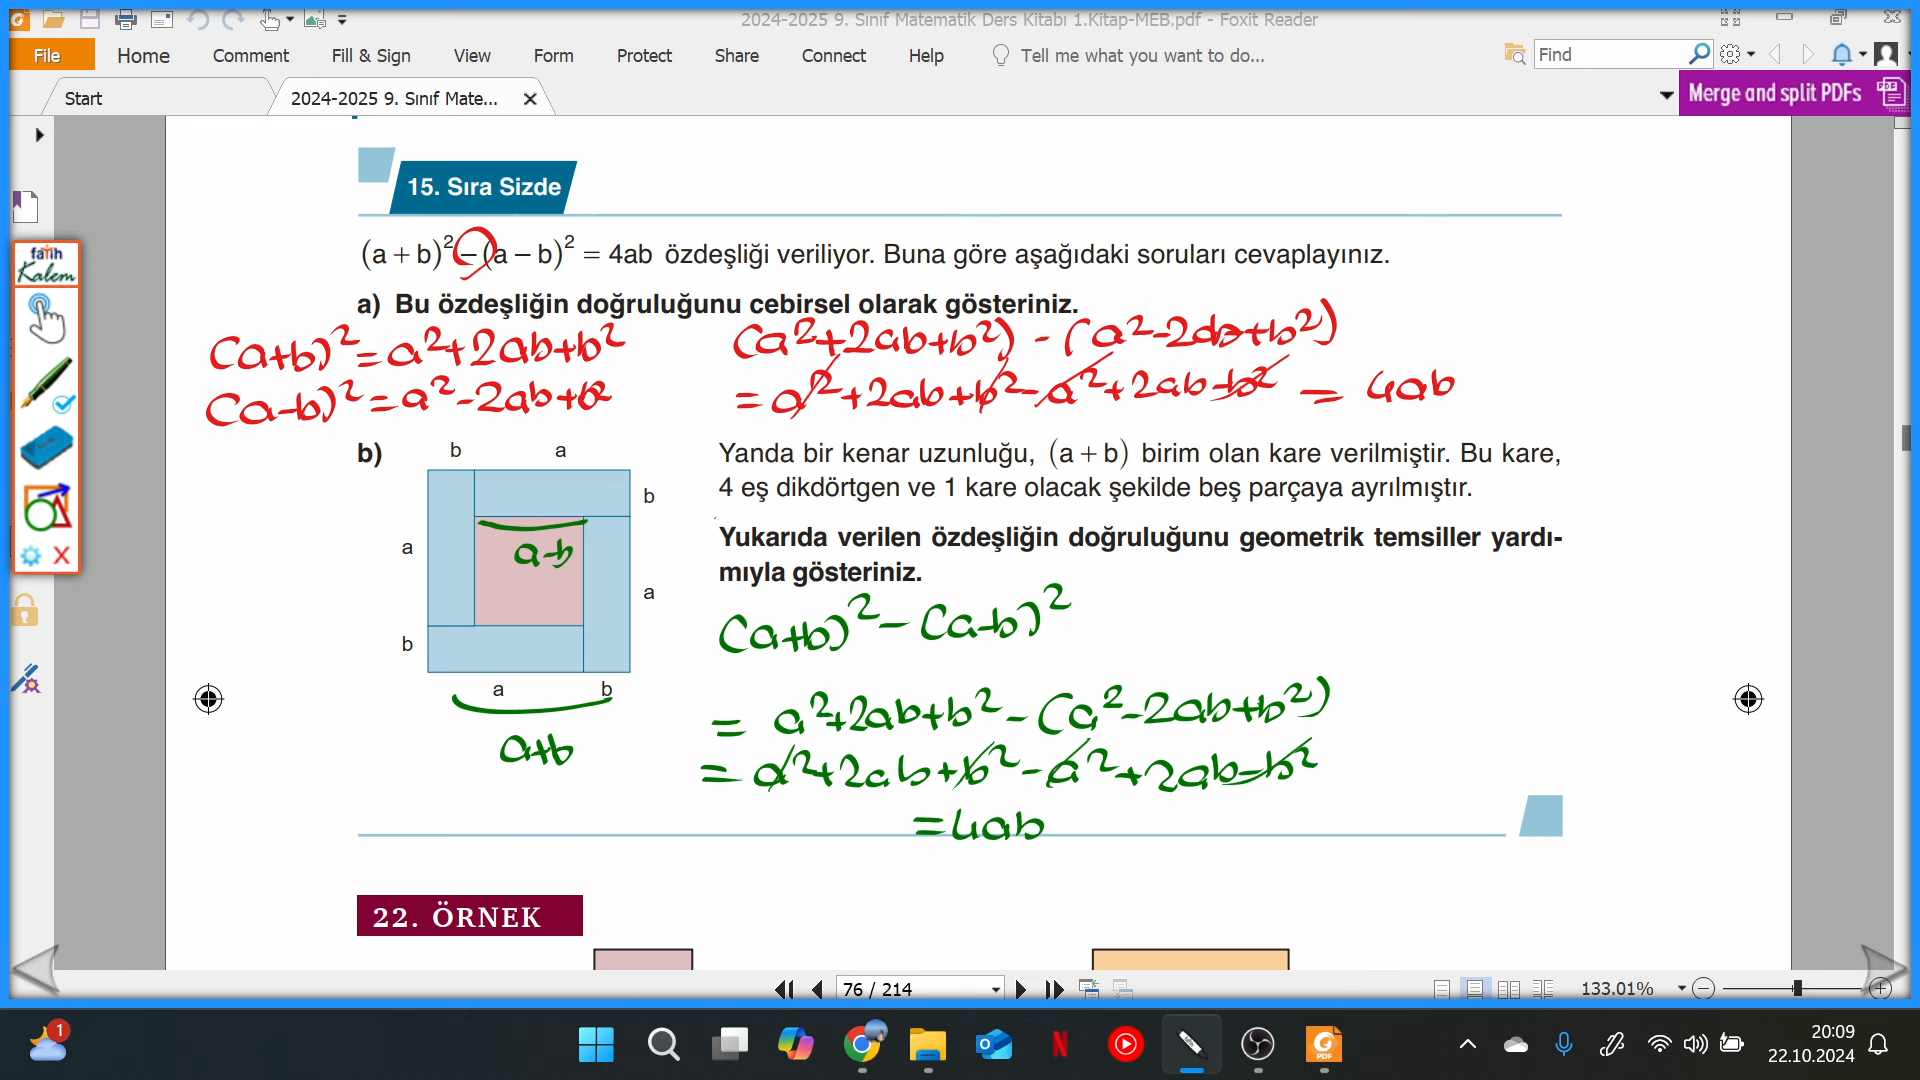 2024-2025 9. Sınıf Matematik Ders Kitabı 1.Kitap-MEB.pdf - Foxit Reader
File Home Comment Fill & Sign View Form Protect Share Connect Help Tell me what you want to do... Find
Start 2024-2025 9. Sınıf Mate... Merge and split PDFs
15. Sıra Sizde
(a + b)² − (a − b)² = 4ab özdeşliği veriliyor. Buna göre aşağıdaki soruları cevaplayınız.
fatih
Kalem
a) Bu özdeşliğin doğruluğunu cebirsel olarak gösteriniz.
(a+b)² = a²+2ab+b²
(a-b)² = a²-2ab+b²
(a²+2ab+b²) - (a²-2ab+b²)
= a²+2ab+b²-a²+2ab-b² = 4ab
b)
b a
b
a
a
b
a b
a-b
a+b
Yanda bir kenar uzunluğu, (a + b) birim olan kare verilmiştir. Bu kare,
4 eş dikdörtgen ve 1 kare olacak şekilde beş parçaya ayrılmıştır.
Yukarıda verilen özdeşliğin doğruluğunu geometrik temsiller yardı-
mıyla gösteriniz.
(a+b)² - (a-b)²
= a²+2ab+b² - (a²-2ab+b²)
= a²+2ab+b²-a²+2ab-b²
=4ab
22. ÖRNEK
76 / 214 133.01%
1
20:09
22.10.2024